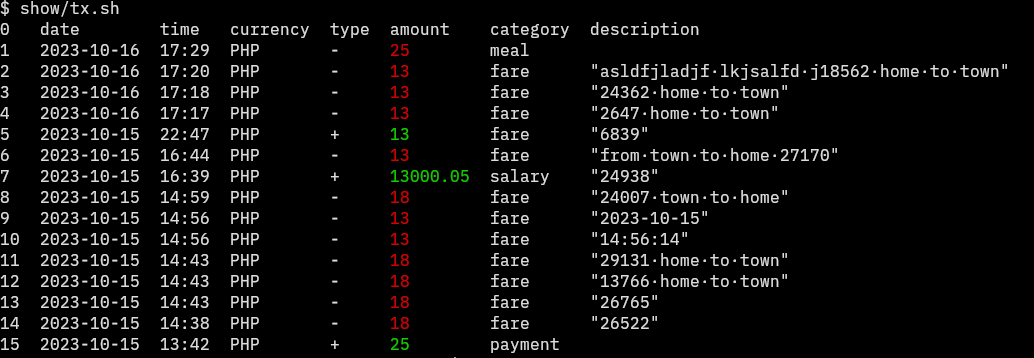 $ show/tx.sh
0   date        time   currency  type  amount    category  description
1   2023-10-16  17:29  PHP       -     25        meal
2   2023-10-16  17:20  PHP       -     13        fare      "asldfjladjf·lkjsalfd·j18562·home·to·town"
3   2023-10-16  17:18  PHP       -     13        fare      "24362·home·to·town"
4   2023-10-16  17:17  PHP       -     13        fare      "2647·home·to·town"
5   2023-10-15  22:47  PHP       +     13        fare      "6839"
6   2023-10-15  16:44  PHP       -     13        fare      "from·town·to·home·27170"
7   2023-10-15  16:39  PHP       +     13000.05  salary    "24938"
8   2023-10-15  14:59  PHP       -     18        fare      "24007·town·to·home"
9   2023-10-15  14:56  PHP       -     13        fare      "2023-10-15"
10  2023-10-15  14:56  PHP       -     13        fare      "14:56:14"
11  2023-10-15  14:43  PHP       -     18        fare      "29131·home·to·town"
12  2023-10-15  14:43  PHP       -     18        fare      "13766·home·to·town"
13  2023-10-15  14:43  PHP       -     18        fare      "26765"
14  2023-10-15  14:38  PHP       -     18        fare      "26522"
15  2023-10-15  13:42  PHP       +     25        payment